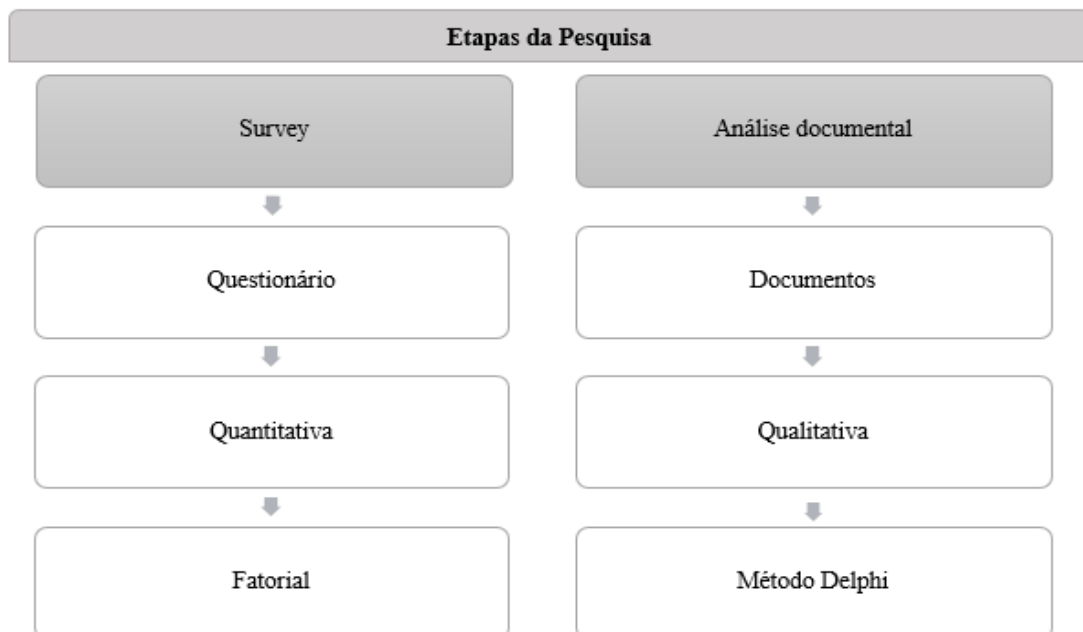 Etapas da Pesquisa
Survey
Análise documental
Questionário
Documentos
Quantitativa
Qualitativa
Fatorial
Método Delphi